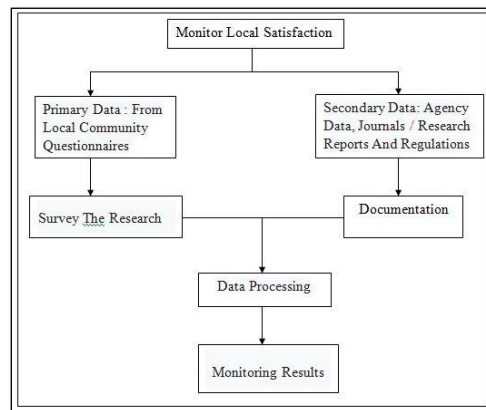 Monitor Local Satisfaction
Primary Data : From
Local Community
Questionnaires
Secondary Data: Agency
Data, Journals / Research
Reports And Regulations
Survey The Research
Documentation
Data Processing
Monitoring Results